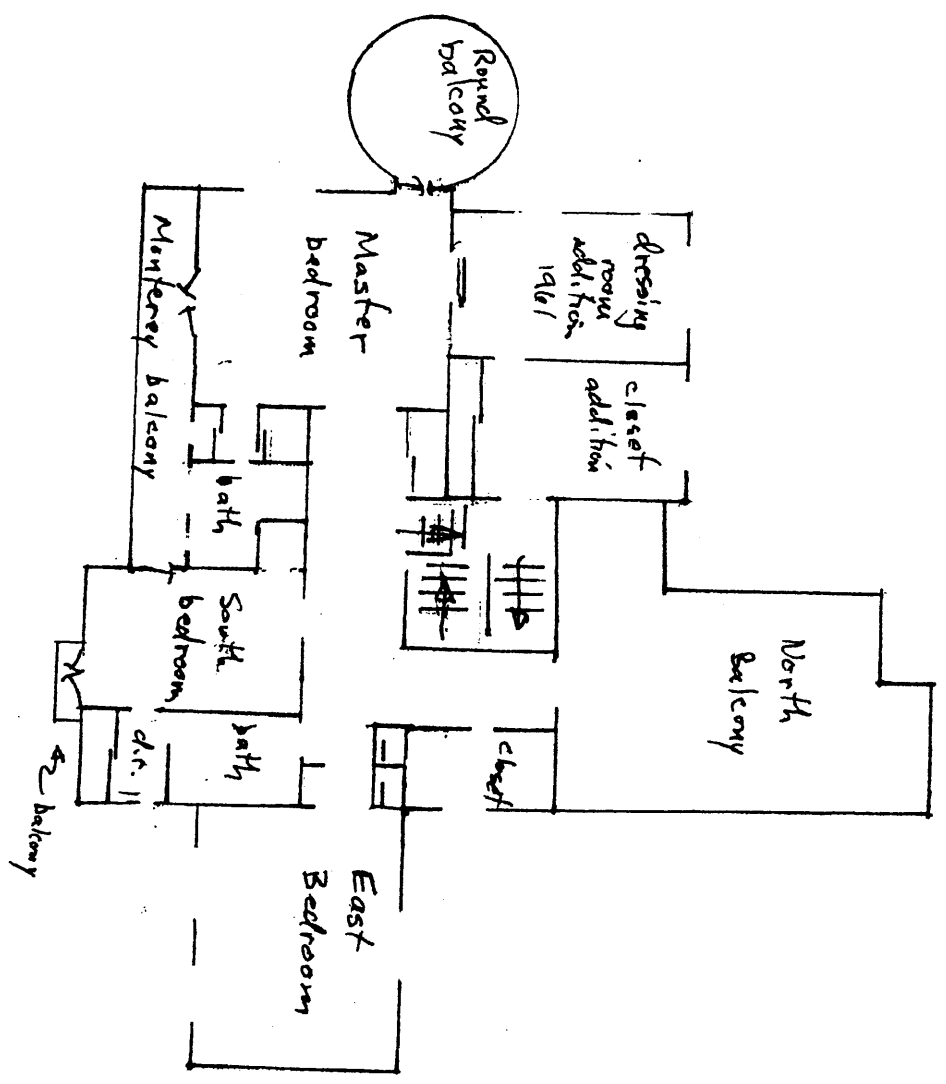 Round
balcony
dressing
room
addition
1961
closet
addition
Master
bedroom
Monterey balcony
bath
South
bedroom
North
Balcony
closet
bath
d.r.
balcony
East
Bedroom